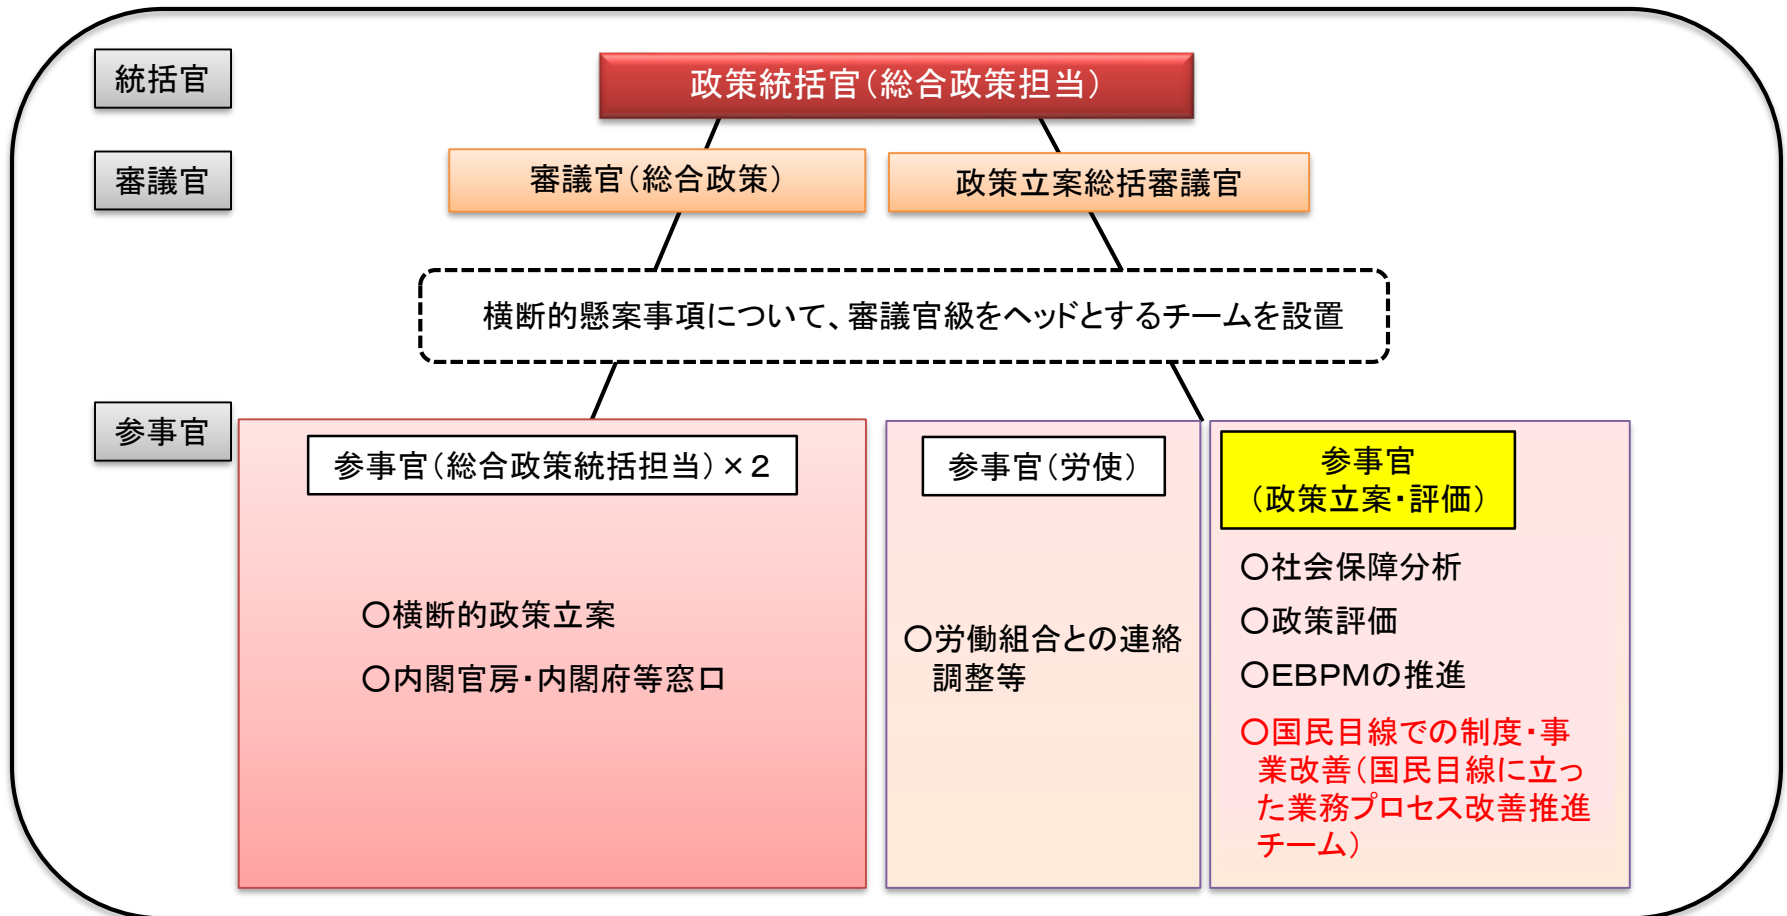 統括官
政策統括官（総合政策担当）
審議官
審議官（総合政策）
政策立案総括審議官
横断的懸案事項について、審議官級をヘッドとするチームを設置
参事官
参事官（総合政策統括担当）×２
○横断的政策立案
○内閣官房・内閣府等窓口
参事官（労使）
○労働組合との連絡
調整等
参事官
（政策立案・評価）
○社会保障分析
○政策評価
○ＥＢＰＭの推進
○国民目線での制度・事
業改善（国民目線に立っ
た業務プロセス改善推進
チーム）